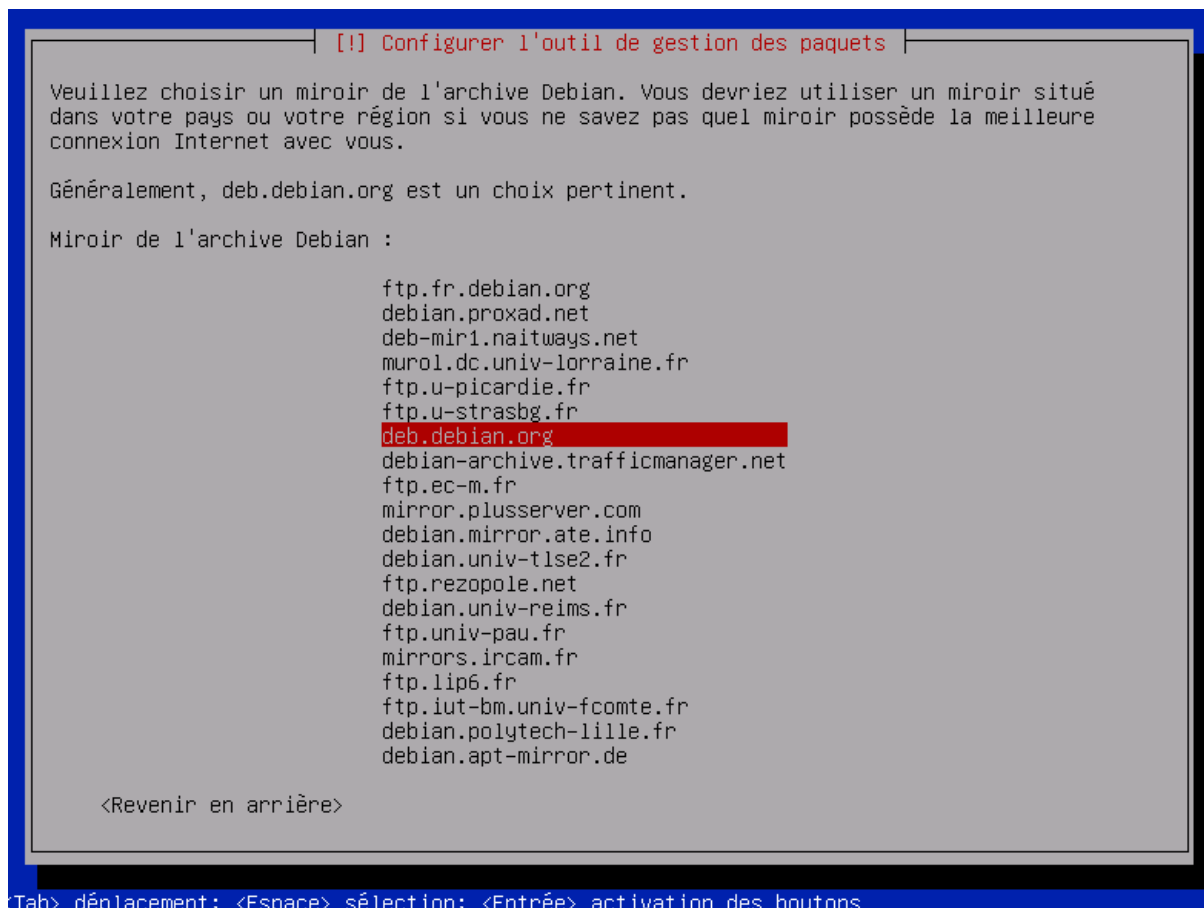 [!] Configurer l'outil de gestion des paquets
Veuillez choisir un miroir de l'archive Debian. Vous devriez utiliser un miroir situé
dans votre pays ou votre région si vous ne savez pas quel miroir possède la meilleure
connexion Internet avec vous.
Généralement, deb.debian.org est un choix pertinent.
Miroir de l'archive Debian :
ftp.fr.debian.org
debian.proxad.net
deb-mir1.naitways.net
murol.dc.univ-lorraine.fr
ftp.u-picardie.fr
ftp.u-strasbg.fr
deb.debian.org
debian-archive.trafficmanager.net
ftp.ec-m.fr
mirror.plusserver.com
debian.mirror.ate.info
debian.univ-tlse2.fr
ftp.rezopole.net
debian.univ-reims.fr
ftp.univ-pau.fr
mirrors.ircam.fr
ftp.lip6.fr
ftp.iut-bm.univ-fcomte.fr
debian.polytech-lille.fr
debian.apt-mirror.de
<Revenir en arrière>
<Tab> déplacement; <Espace> sélection; <Entrée> activation des boutons